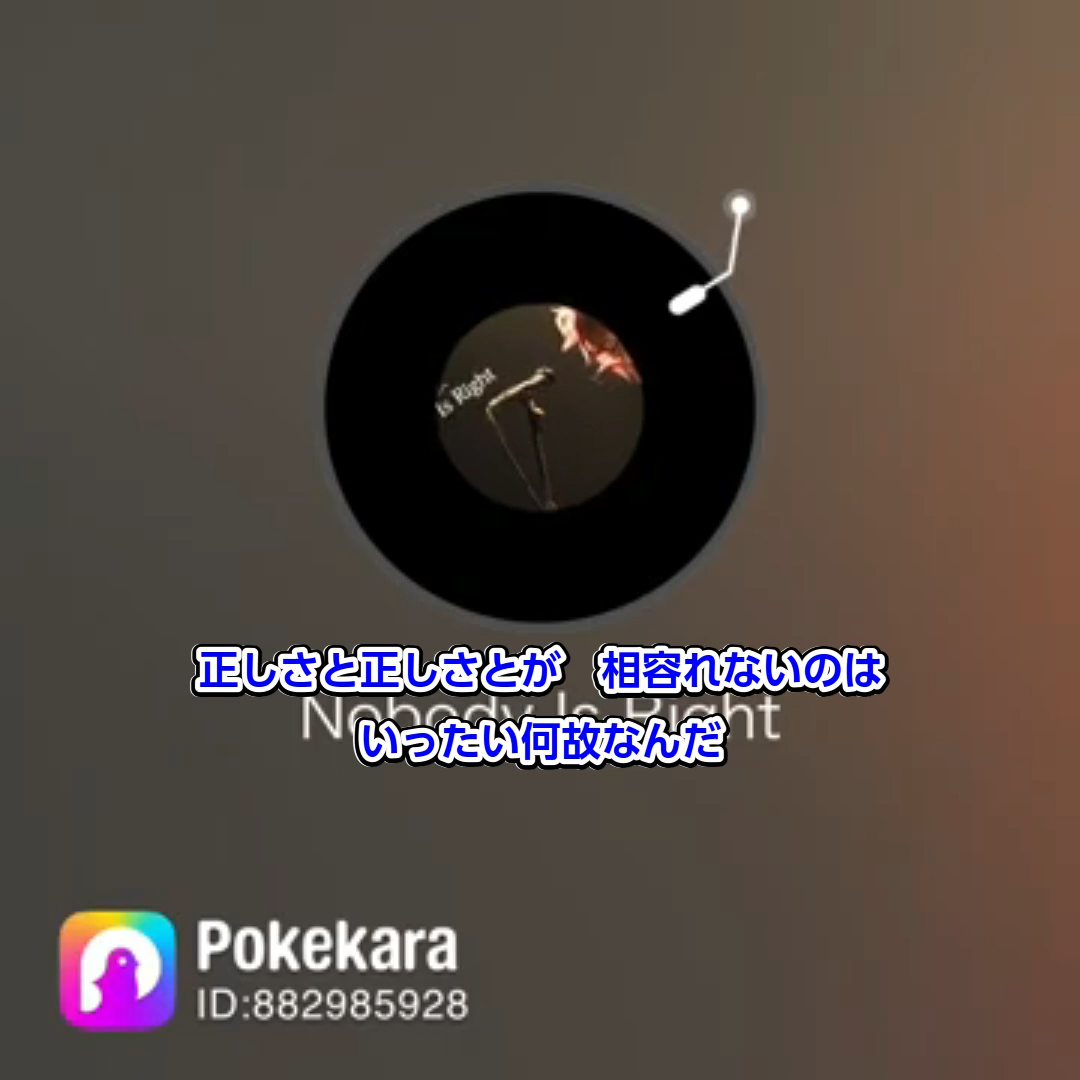 Is Right
正しさと正しさとが　相容れないのは
Nobody Is Right
いったい何故なんだ
Pokekara
ID:882985928